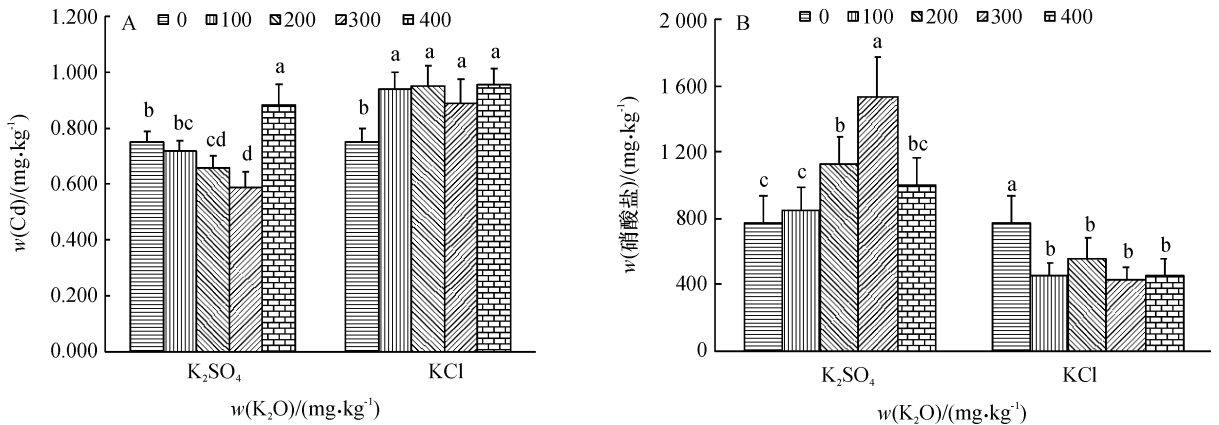 A
0 100 200 300 400
1.200
1.000
0.800
0.600
0.400
0.200
0.000
w(Cd)/(mg·kg⁻¹)
b
bc
cd
d
a
b
a
a
a
a
K₂SO₄
KCl
w(K₂O)/(mg·kg⁻¹)
B
0 100 200 300 400
2 000
1 600
1 200
800
400
0
w(硝酸盐)/(mg·kg⁻¹)
c
c
b
a
bc
a
b
b
b
b
K₂SO₄
KCl
w(K₂O)/(mg·kg⁻¹)